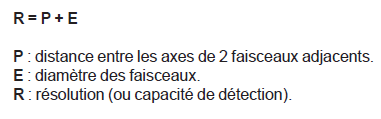 R = P + E
P : distance entre les axes de 2 faisceaux adjacents.
E : diamètre des faisceaux.
R : résolution (ou capacité de détection).